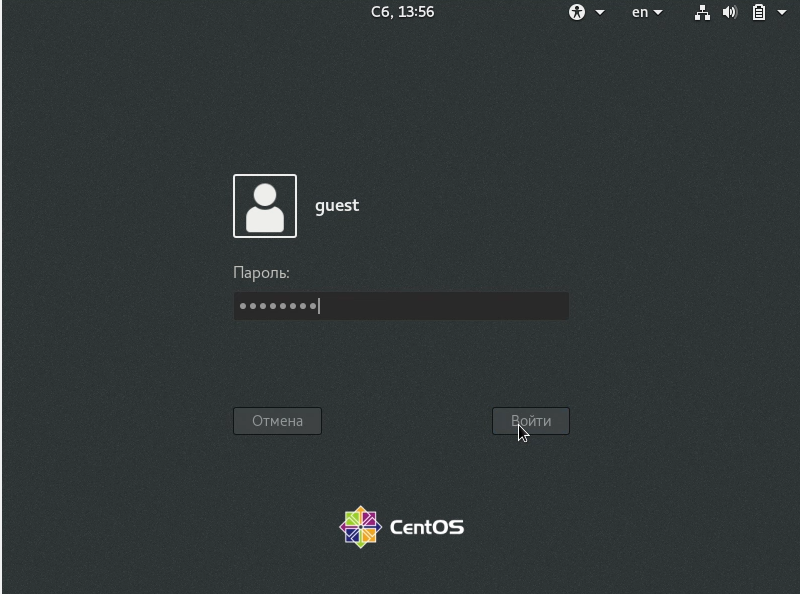 Сб, 13:56
en
guest
Пароль:
Отмена
Войти
CentOS